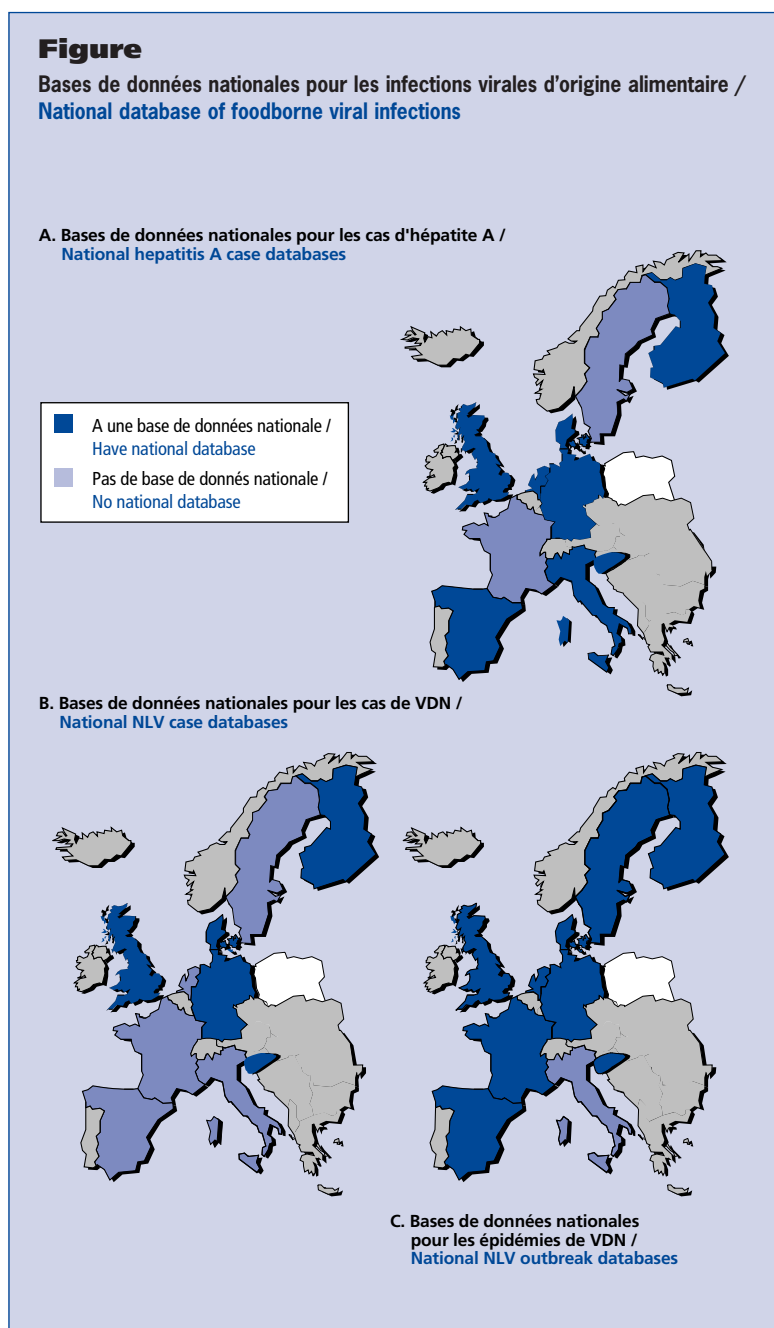 Figure
Bases de données nationales pour les infections virales d'origine alimentaire /
National database of foodborne viral infections
A. Bases de données nationales pour les cas d'hépatite A /
National hepatitis A case databases
A une base de données nationale /
Have national database
Pas de base de donnés nationale /
No national database
B. Bases de données nationales pour les cas de VDN /
National NLV case databases
C. Bases de données nationales
pour les épidémies de VDN /
National NLV outbreak databases